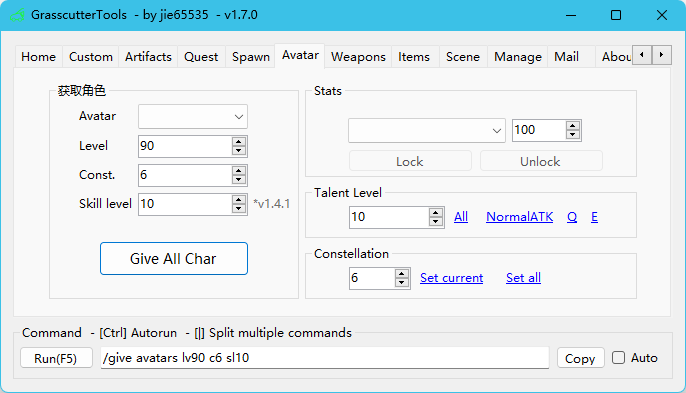 GrasscutterTools - by jie65535 - v1.7.0
Home Custom Artifacts Quest Spawn Avatar Weapons Items Scene Manage Mail Abou
获取角色
Avatar
Level 90
Const. 6
Skill level 10 *v1.4.1
Give All Char
Stats
100
Lock Unlock
Talent Level
10 All NormalATK Q E
Constellation
6 Set current Set all
Command - [Ctrl] Autorun - [|] Split multiple commands
Run(F5) /give avatars lv90 c6 sl10 Copy Auto